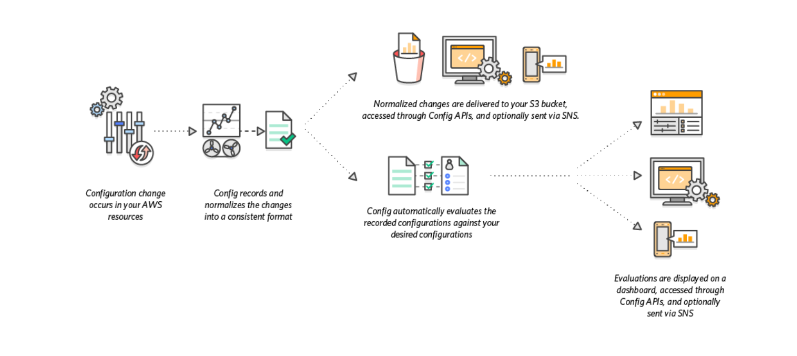 Normalized changes are delivered to your S3 bucket,
accessed through Config APIs, and optionally sent via SNS.
Configuration change
occurs in your AWS
resources
Config records and
normalizes the changes
into a consistent format
Config automatically evaluates the
recorded configurations against your
desired configurations
Evaluations are displayed on a
dashboard, accessed through
Config APIs, and optionally
sent via SNS